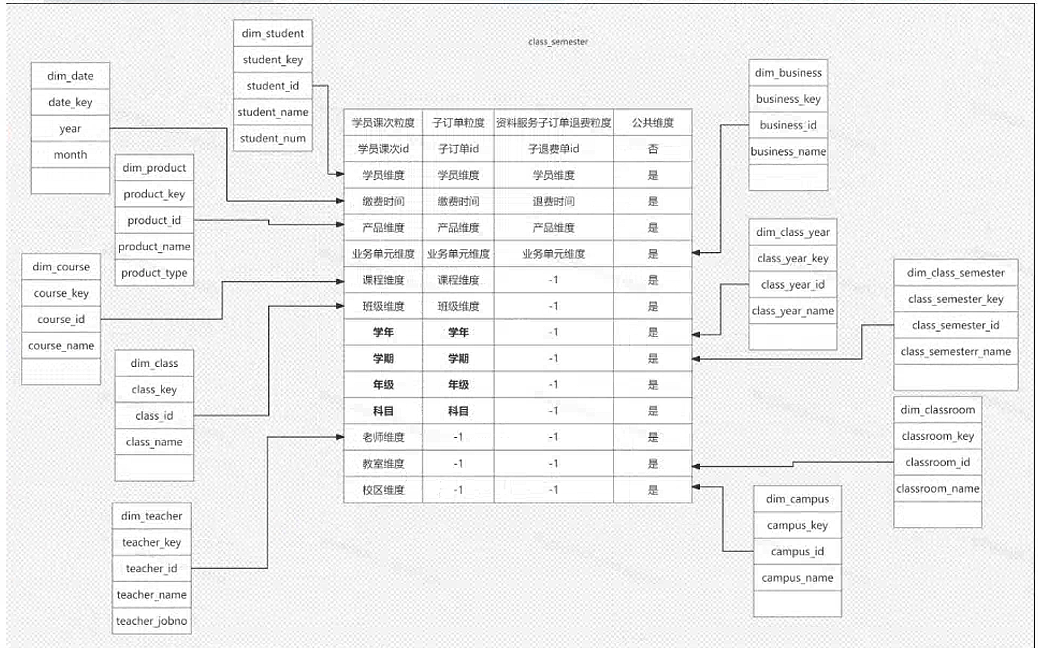 class_semester
dim_student
student_key
student_id
student_name
student_num
dim_date
date_key
year
month
dim_product
product_key
product_id
product_name
product_type
dim_course
course_key
course_id
course_name
dim_class
class_key
class_id
class_name
dim_teacher
teacher_key
teacher_id
teacher_name
teacher_jobno
学员课次粒度 子订单粒度 资料服务子订单退费粒度 公共维度
学员课次id 子订单id 子退费单id 否
学员维度 学员维度 学员维度 是
缴费时间 缴费时间 退费时间 是
产品维度 产品维度 产品维度 是
业务单元维度 业务单元维度 业务单元维度 是
课程维度 课程维度 -1 是
班级维度 班级维度 -1 是
学年 学年 -1 是
学期 学期 -1 是
年级 年级 -1 是
科目 科目 -1 是
老师维度 -1 -1 是
教室维度 -1 -1 是
校区维度 -1 -1 是
dim_business
business_key
business_id
business_name
dim_class_year
class_year_key
class_year_id
class_year_name
dim_class_semester
class_semester_key
class_semester_id
class_semesterr_name
dim_classroom
classroom_key
classroom_id
classroom_name
dim_campus
campus_key
campus_id
campus_name